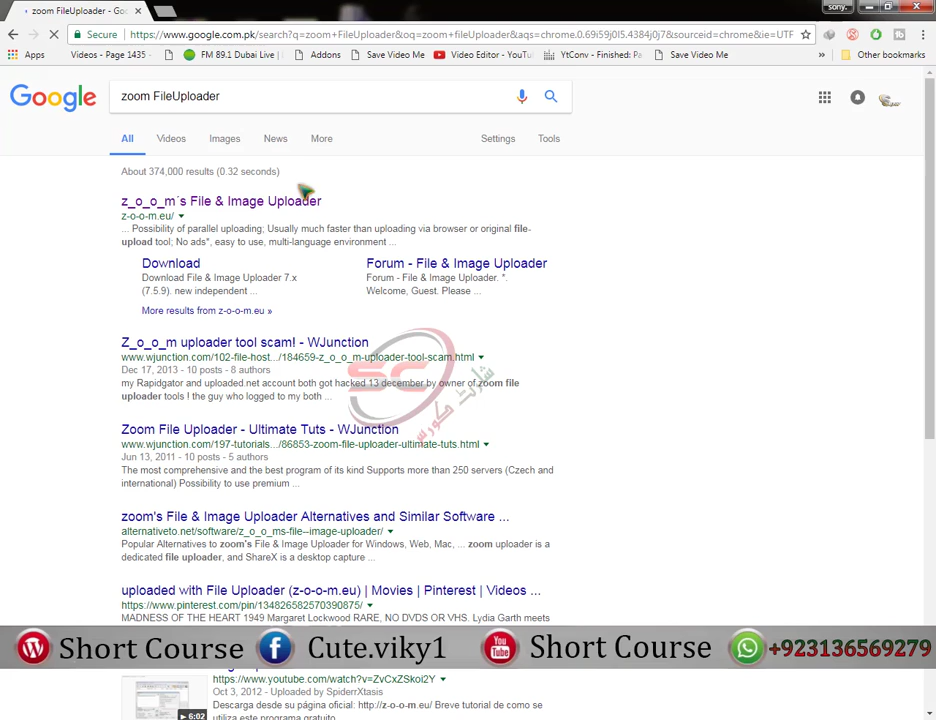 zoom FileUploader - Go
sony.
Secure
https://www.google.com.pk/search?q=zoom+FileUploader&oq=zoom+fileUploader&aqs=chrome.0.69i59j0l5.4384j0j7&sourceid=chrome&ie=UTF
Apps
Videos - Page 1435
FM 89.1 Dubai Live |
Addons
Save Video Me
Video Editor - YouTu
YtConv - Finished: Pa
Save Video Me
»
Other bookmarks
Google
zoom FileUploader
All
Videos
Images
News
More
Settings
Tools
About 374,000 results (0.32 seconds)
z_o_o_m´s File & Image Uploader
z-o-o-m.eu/
... Possibility of parallel uploading; Usually much faster than uploading via browser or original file-
upload tool; No ads*, easy to use, multi-language environment ...
Download
Download File & Image Uploader 7.x
(7.5.9). new independent ...
Forum - File & Image Uploader
Forum - File & Image Uploader. *.
Welcome, Guest. Please ...
More results from z-o-o-m.eu »
Z_o_o_m uploader tool scam! - WJunction
www.wjunction.com/102-file-host.../184659-z_o_o_m-uploader-tool-scam.html
Dec 17, 2013 - 10 posts - 8 authors
my Rapidgator and uploaded.net account both got hacked 13 december by owner of zoom file
uploader tools ! the guy who logged to my both ...
SC
شارٹ کورس
Zoom File Uploader - Ultimate Tuts - WJunction
www.wjunction.com/197-tutorials.../86853-zoom-file-uploader-ultimate-tuts.html
Jun 13, 2011 - 10 posts - 5 authors
The most comprehensive and the best program of its kind Supports more than 250 servers (Czech and
international) Possibility to use premium ...
zoom's File & Image Uploader Alternatives and Similar Software ...
alternativeto.net/software/z_o_o_ms-file--image-uploader/
Popular Alternatives to zoom's File & Image Uploader for Windows, Web, Mac, ... zoom uploader is a
dedicated file uploader, and ShareX is a desktop capture ...
uploaded with File Uploader (z-o-o-m.eu) | Movies | Pinterest | Videos ...
https://www.pinterest.com/pin/134826582570390875/
MADNESS OF THE HEART 1949 Margaret Lockwood RARE, NO DVDS OR VHS. Lydia Garth meets
Short Course
Cute.viky1
You
Tube
Short Course
+923136569279
https://www.youtube.com/watch?v=ZvCxZSkoi2Y
Oct 3, 2012 - Uploaded by SpiderrXtasis
Descarga desde su página oficial: http://z-o-o-m.eu/ Breve tutorial de como se
utiliza este programa gratuito
6:02